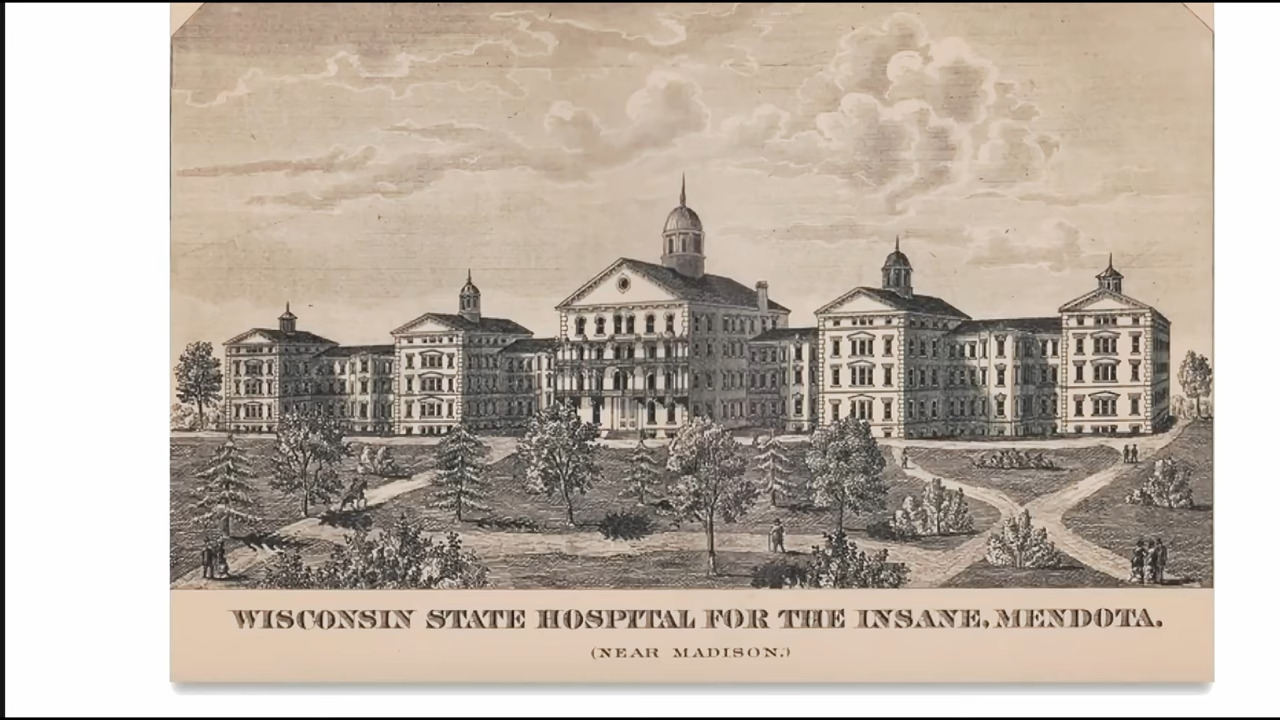 WISCONSIN STATE HOSPITAL FOR THE INSANE, MENDOTA.
(NEAR MADISON.)